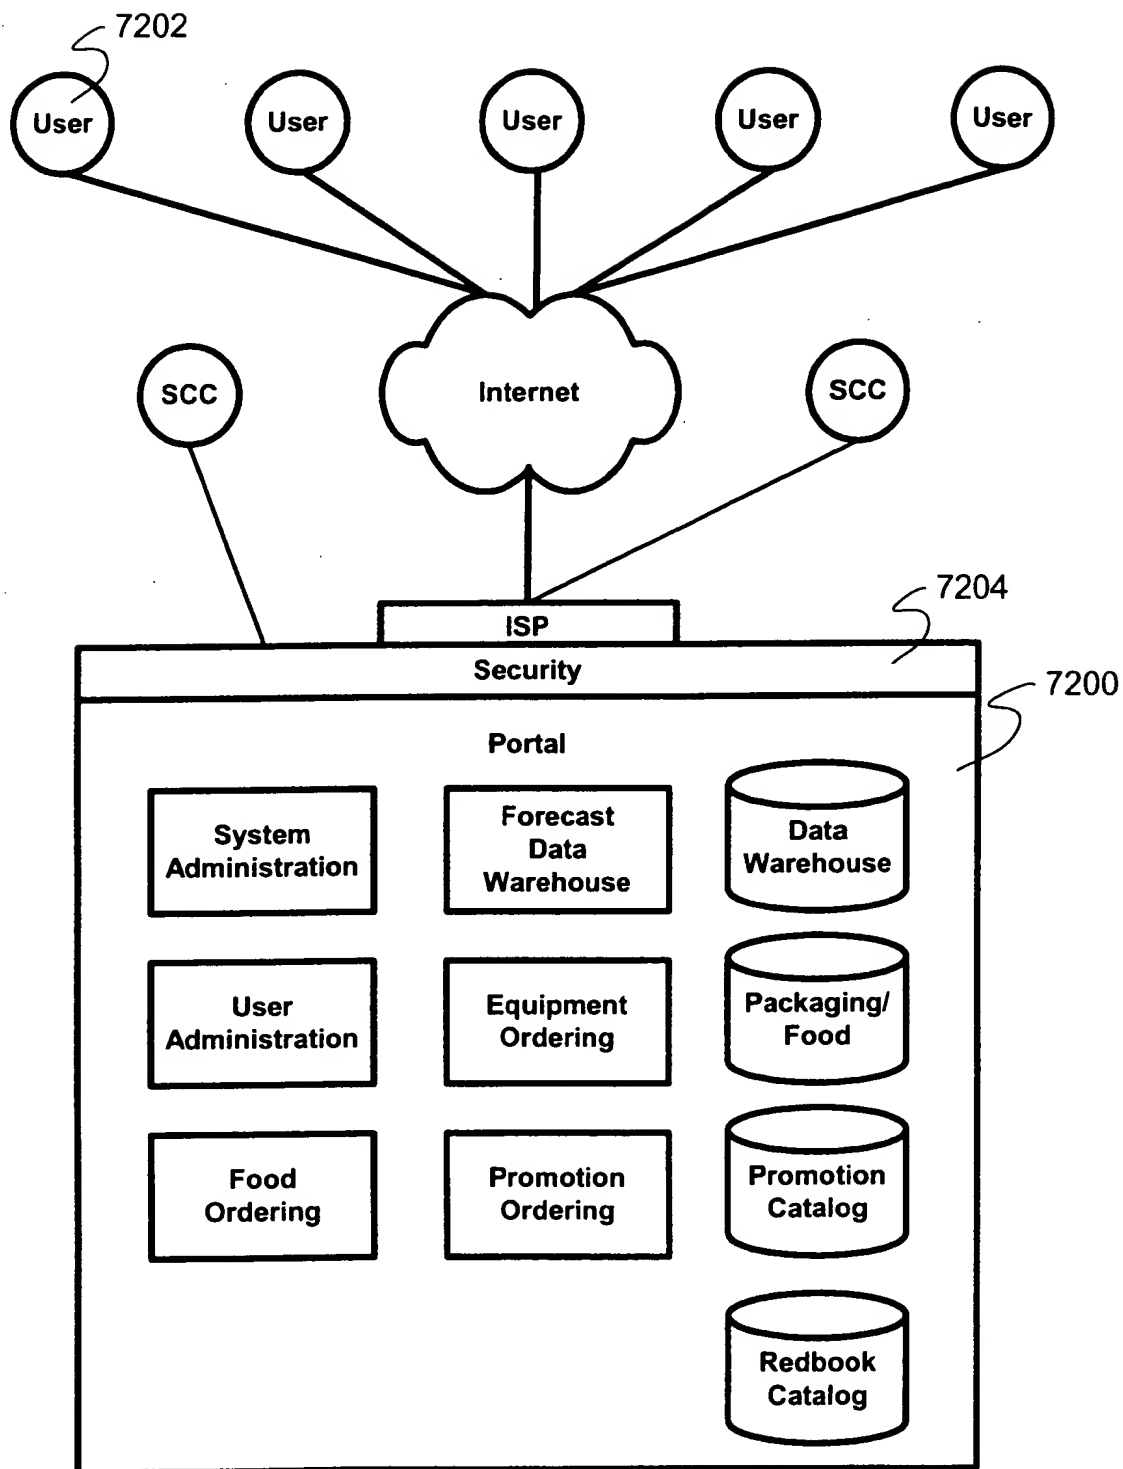 7202
User
User
User
User
User
SCC
Internet
SCC
ISP
7204
Security
7200
Portal
System
Administration
Forecast
Data
Warehouse
Data
Warehouse
User
Administration
Equipment
Ordering
Packaging/
Food
Food
Ordering
Promotion
Ordering
Promotion
Catalog
Redbook
Catalog